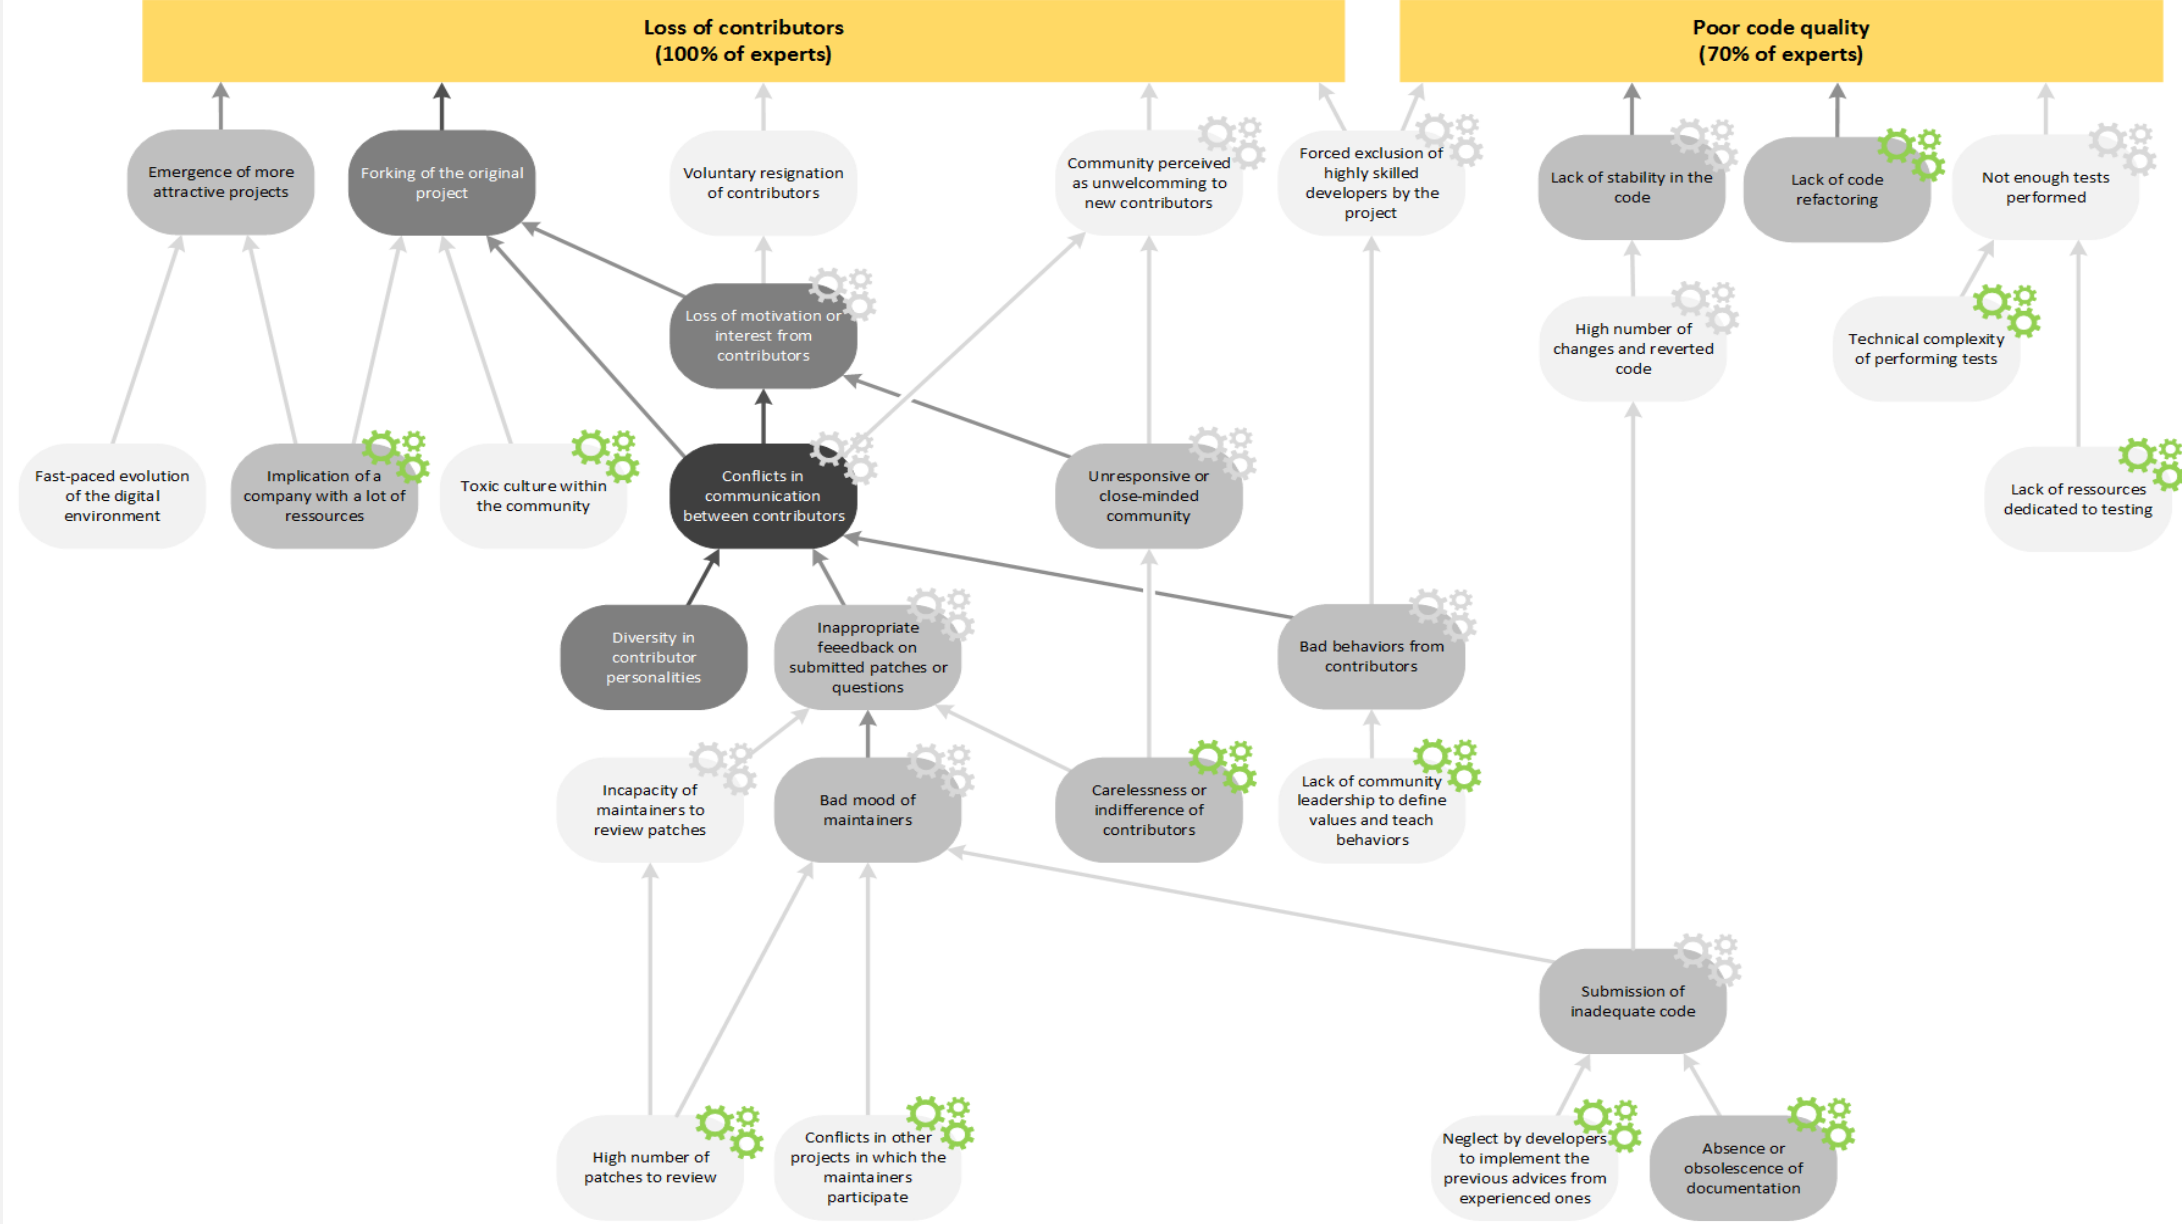 Loss of contributors
(100% of experts)
Poor code quality
(70% of experts)
Emergence of more
attractive projects
Forking of the original
project
Voluntary resignation
of contributors
Community perceived
as unwelcomming to
new contributors
Forced exclusion of
highly skilled
developers by the
project
Lack of stability in the
code
Lack of code
refactoring
Not enough tests
performed
Loss of motivation or
interest from
contributors
High number of
changes and reverted
code
Technical complexity
of performing tests
Fast-paced evolution
of the digital
environment
Implication of a
company with a lot of
ressources
Toxic culture within
the community
Conflicts in
communication
between contributors
Unresponsive or
close-minded
community
Lack of ressources
dedicated to testing
Diversity in
contributor
personalities
Inappropriate
feeedback on
submitted patches or
questions
Bad behaviors from
contributors
Incapacity of
maintainers to
review patches
Bad mood of
maintainers
Carelessness or
indifference of
contributors
Lack of community
leadership to define
values and teach
behaviors
Submission of
inadequate code
High number of
patches to review
Conflicts in other
projects in which the
maintainers
participate
Neglect by developers
to implement the
previous advices from
experienced ones
Absence or
obsolescence of
documentation